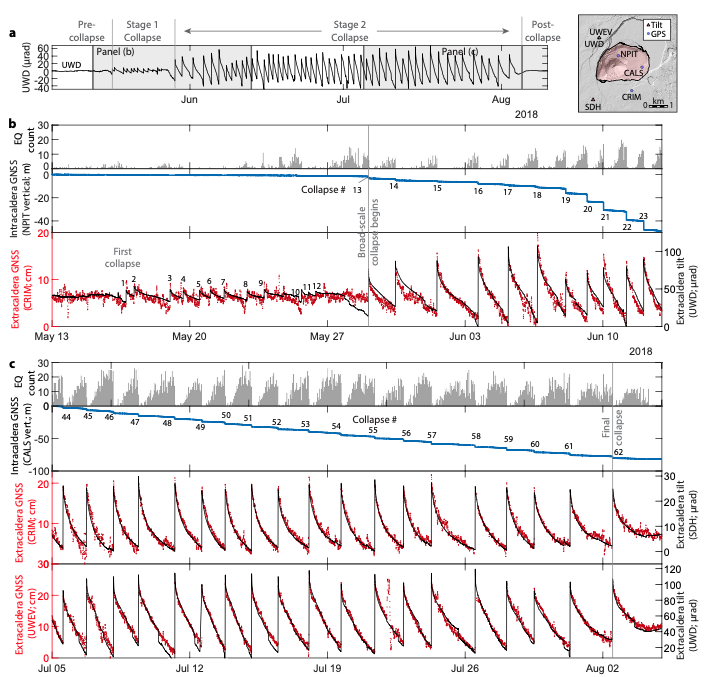 a
Pre-
collapse
Stage 1
Collapse
Stage 2
Collapse
Post-
collapse
UWD (μrad)
60
40
20
0
-20
-40
UWD
Panel (b)
Panel (c)
Jun
Jul
Aug
2018
Tilt
GPS
UWEV
UWD
NPIT
CALS
CRIM
SDH
km
0
1
b
EQ
count
30
20
10
0
Intracaldera GNSS
(NRIT vertical; m)
0
-20
-40
Collapse #
13
14
15
16
17
18
19
20
21
22
23
Broad-scale
collapse begins
Extracaldera GNSS
(CRIM; cm)
20
10
0
First
collapse
1
2
3
4
5
6
7
8
9
10
11
12
Extracaldera tilt
(UWD; μrad)
100
50
0
May 13
May 20
May 27
Jun 03
Jun 10
2018
c
EQ
count
30
20
10
0
Intracaldera GNSS
(CALS vert.; m)
-50
-100
Collapse #
44
45
46
47
48
49
50
51
52
53
54
55
56
57
58
59
60
61
62
Final
collapse
Extracaldera GNSS
(CRIM; cm)
20
10
Extracaldera tilt
(SDH; μrad)
30
20
10
0
Extracaldera GNSS
(UWEV; cm)
30
20
10
0
Extracaldera tilt
(UWD; μrad)
120
100
80
60
40
20
Jul 05
Jul 12
Jul 19
Jul 26
Aug 02